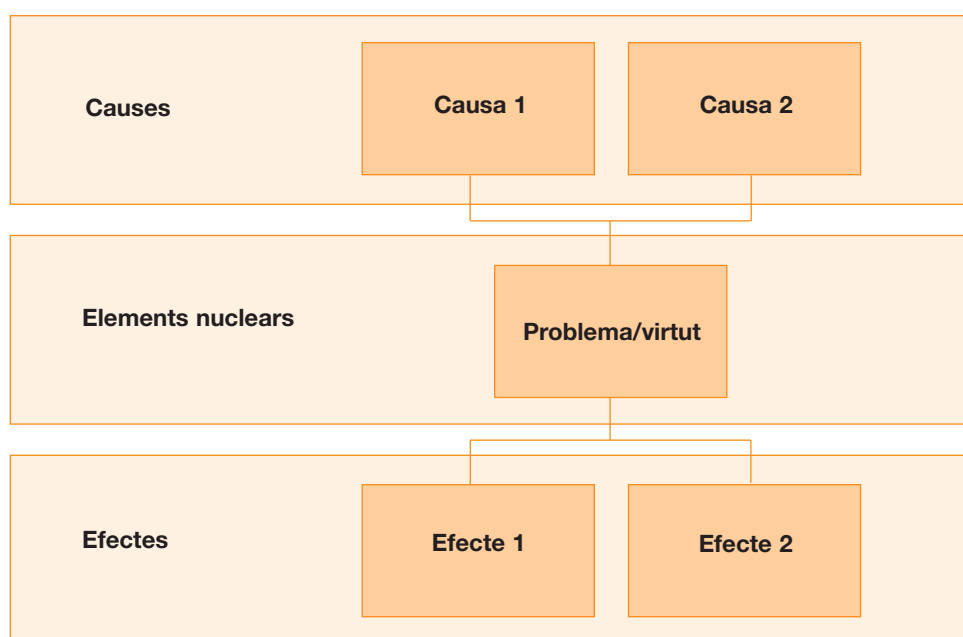 Causes
Causa 1
Causa 2
Elements nuclears
Problema/virtut
Efectes
Efecte 1
Efecte 2